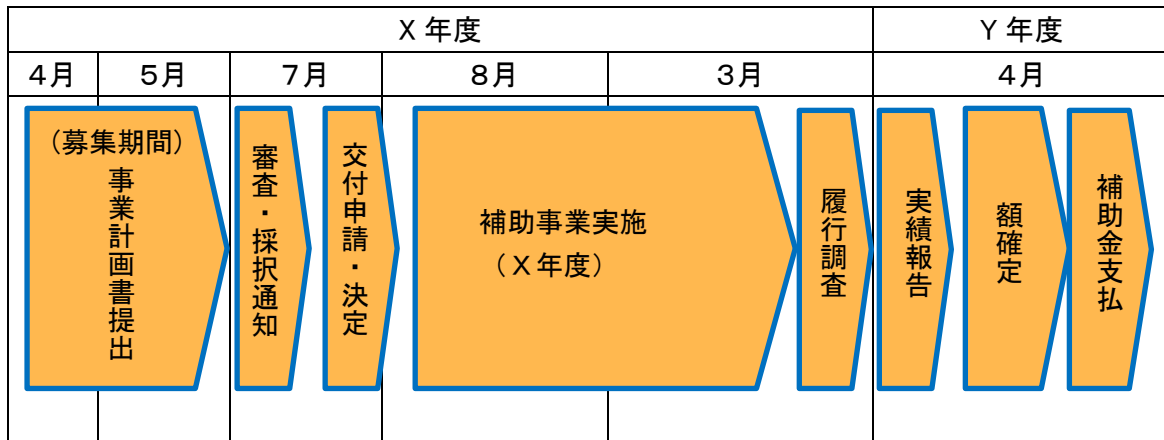 X 年度
Y 年度
4月
5月
7月
8月
3月
4月
(募集期間)
事業計画書提出
審査・採択通知
交付申請・決定
補助事業実施
(X年度)
履行調査
実績報告
額確定
補助金支払